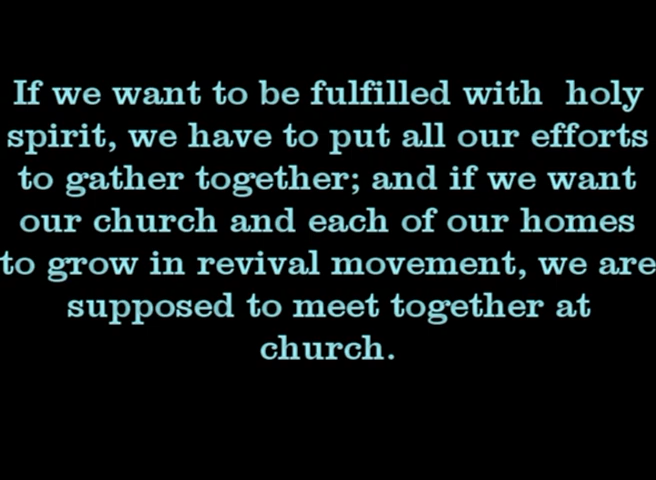 If we want to be fulfilled with  holy
spirit, we have to put all our efforts
to gather together; and if we want
our church and each of our homes
to grow in revival movement, we are
supposed to meet together at
church.